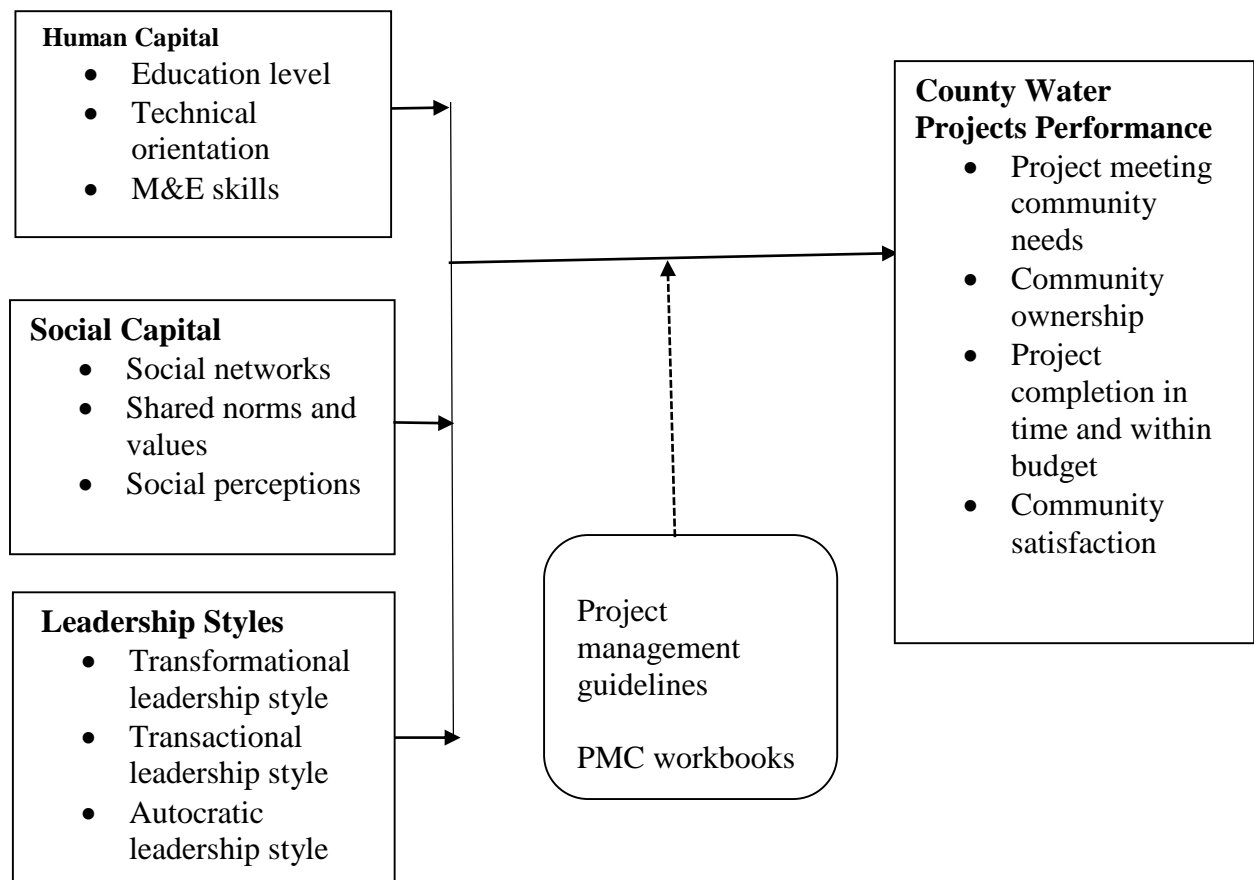 Human Capital
• Education level
• Technical
orientation
• M&E skills
Social Capital
• Social networks
• Shared norms and
values
• Social perceptions
Leadership Styles
• Transformational
leadership style
• Transactional
leadership style
• Autocratic
leadership style
Project
management
guidelines
PMC workbooks
County Water
Projects Performance
• Project meeting
community
needs
• Community
ownership
• Project
completion in
time and within
budget
• Community
satisfaction